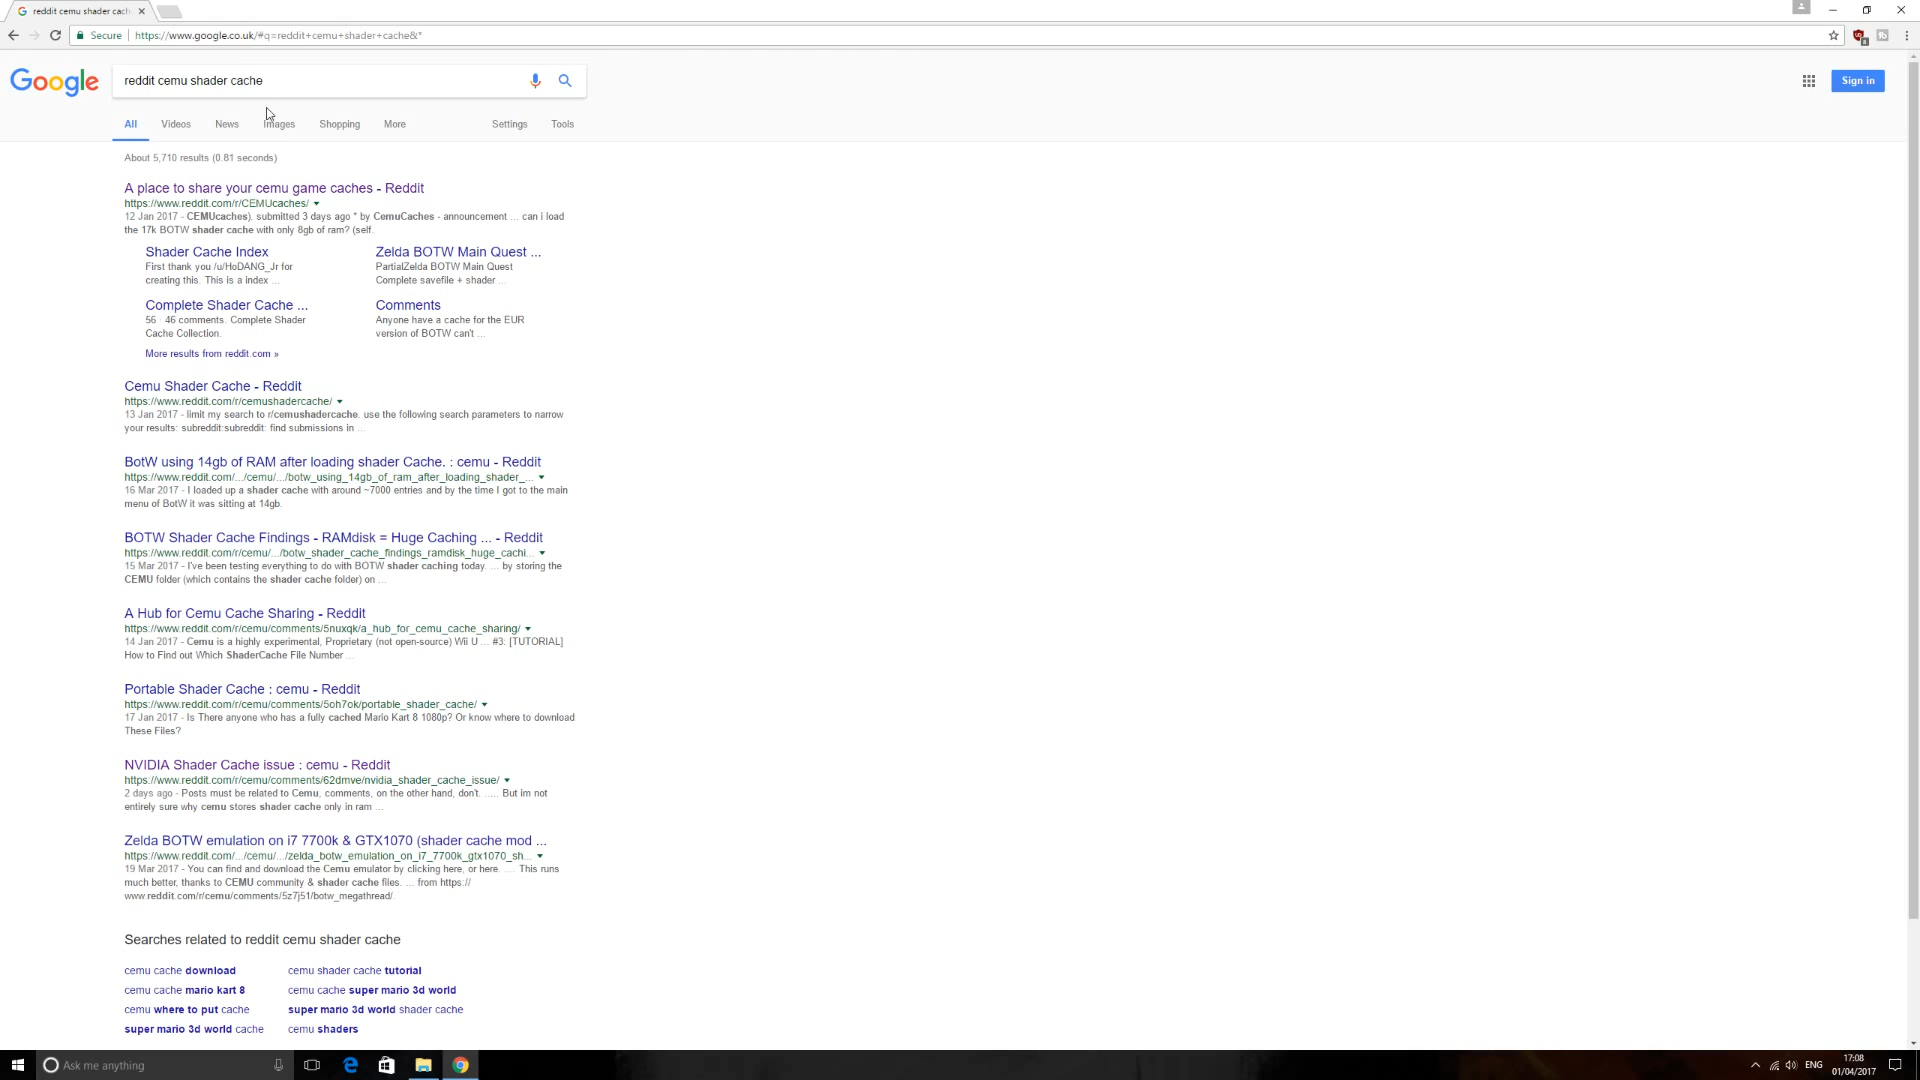 reddit cemu shader cach
Secure https://www.google.co.uk/#q=reddit+cemu+shader+cache&*
Google
reddit cemu shader cache
Sign in
All Videos News Images Shopping More Settings Tools
About 5,710 results (0.81 seconds)
A place to share your cemu game caches - Reddit
https://www.reddit.com/r/CEMUcaches/
12 Jan 2017 - CEMUcaches). submitted 3 days ago * by CemuCaches - announcement ... can i load
the 17k BOTW shader cache with only 8gb of ram? (self.
Shader Cache Index
First thank you /u/HoDANG_Jr for
creating this. This is a index ...
Zelda BOTW Main Quest ...
PartialZelda BOTW Main Quest
Complete savefile + shader ...
Complete Shader Cache ...
56 · 46 comments. Complete Shader
Cache Collection.
Comments
Anyone have a cache for the EUR
version of BOTW can't ...
More results from reddit.com »
Cemu Shader Cache - Reddit
https://www.reddit.com/r/cemushadercache/
13 Jan 2017 - limit my search to r/cemushadercache. use the following search parameters to narrow
your results: subreddit:subreddit: find submissions in ...
BotW using 14gb of RAM after loading shader Cache. : cemu - Reddit
https://www.reddit.com/.../cemu/.../botw_using_14gb_of_ram_after_loading_shader_...
16 Mar 2017 - I loaded up a shader cache with around ~7000 entries and by the time I got to the main
menu of BotW it was sitting at 14gb.
BOTW Shader Cache Findings - RAMdisk = Huge Caching ... - Reddit
https://www.reddit.com/r/cemu/.../botw_shader_cache_findings_ramdisk_huge_cachi...
15 Mar 2017 - I've been testing everything to do with BOTW shader caching today. ... by storing the
CEMU folder (which contains the shader cache folder) on ...
A Hub for Cemu Cache Sharing - Reddit
https://www.reddit.com/r/cemu/comments/5nuxqk/a_hub_for_cemu_cache_sharing/
14 Jan 2017 - Cemu is a highly experimental, Proprietary (not open-source) Wii U ... #3: [TUTORIAL]
How to Find out Which ShaderCache File Number ...
Portable Shader Cache : cemu - Reddit
https://www.reddit.com/r/cemu/comments/5oh7ok/portable_shader_cache/
17 Jan 2017 - Is There anyone who has a fully cached Mario Kart 8 1080p? Or know where to download
These Files?
NVIDIA Shader Cache issue : cemu - Reddit
https://www.reddit.com/r/cemu/comments/62dmve/nvidia_shader_cache_issue/
2 days ago - Posts must be related to Cemu, comments, on the other hand, don't. ..... But im not
entirely sure why cemu stores shader cache only in ram ...
Zelda BOTW emulation on i7 7700k & GTX1070 (shader cache mod ...
https://www.reddit.com/.../cemu/.../zelda_botw_emulation_on_i7_7700k_gtx1070_sh...
19 Mar 2017 - You can find and download the Cemu emulator by clicking here, or here. .... This runs
much better, thanks to CEMU community & shader cache files. ... from https://
www.reddit.com/r/cemu/comments/5z7j51/botw_megathread/.
Searches related to reddit cemu shader cache
cemu cache download cemu shader cache tutorial
cemu cache mario kart 8 cemu cache super mario 3d world
cemu where to put cache super mario 3d world shader cache
super mario 3d world cache cemu shaders
Ask me anything
ENG
17:08
01/04/2017